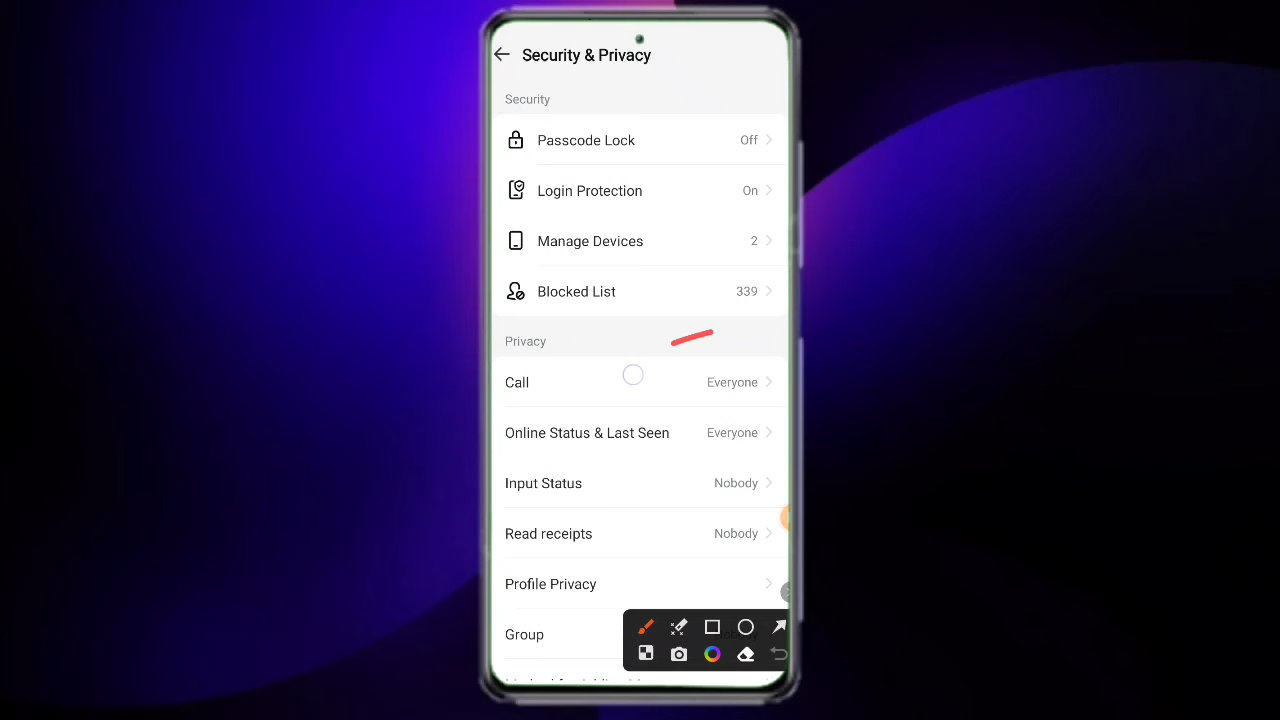 Security & Privacy
Security
Passcode Lock Off
Login Protection On
Manage Devices 2
Blocked List 339
Privacy
Call Everyone
Online Status & Last Seen Everyone
Input Status Nobody
Read receipts Nobody
Profile Privacy
Group Nobody